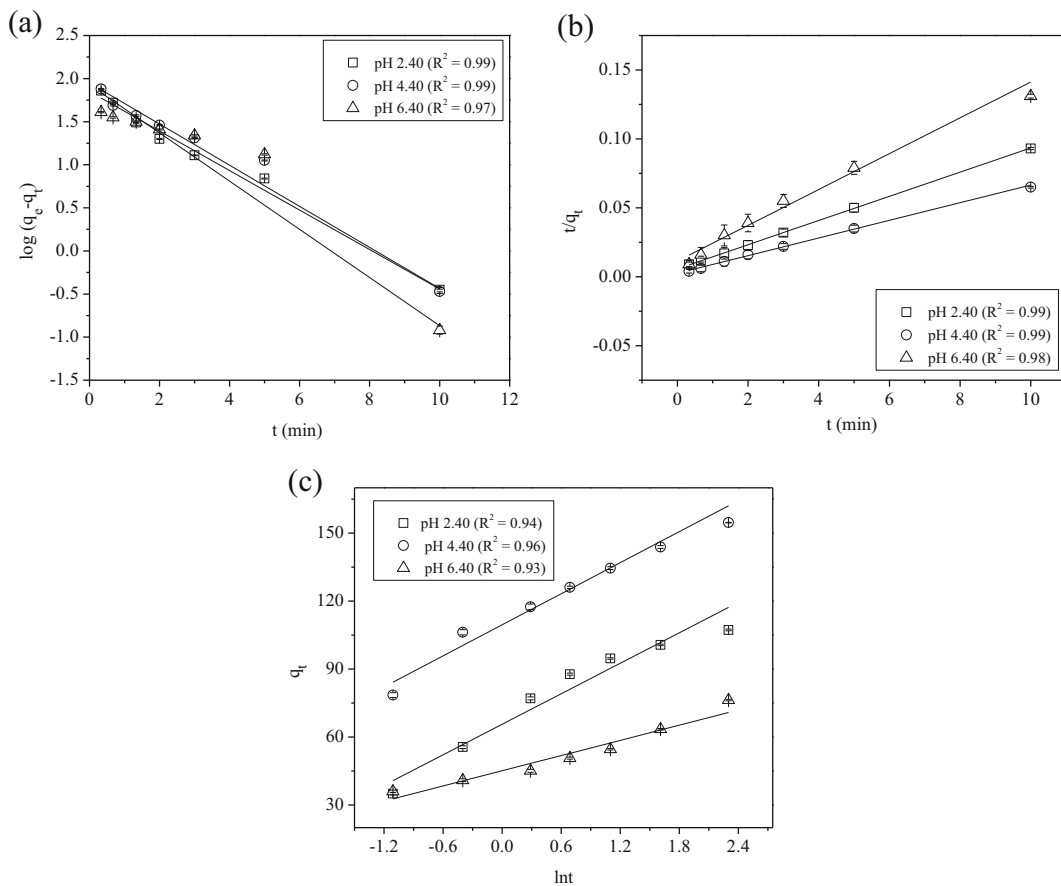 (a)
2.5
2.0
1.5
1.0
0.5
0.0
-0.5
-1.0
-1.5
log (qe-qt)
0 2 4 6 8 10 12
t (min)
pH 2.40 (R² = 0.99)
pH 4.40 (R² = 0.99)
pH 6.40 (R² = 0.97)
(b)
0.15
0.10
0.05
0.00
-0.05
t/qt
0 2 4 6 8 10
t (min)
pH 2.40 (R² = 0.99)
pH 4.40 (R² = 0.99)
pH 6.40 (R² = 0.98)
(c)
150
120
90
60
30
qt
-1.2 -0.6 0.0 0.6 1.2 1.8 2.4
lnt
pH 2.40 (R² = 0.94)
pH 4.40 (R² = 0.96)
pH 6.40 (R² = 0.93)